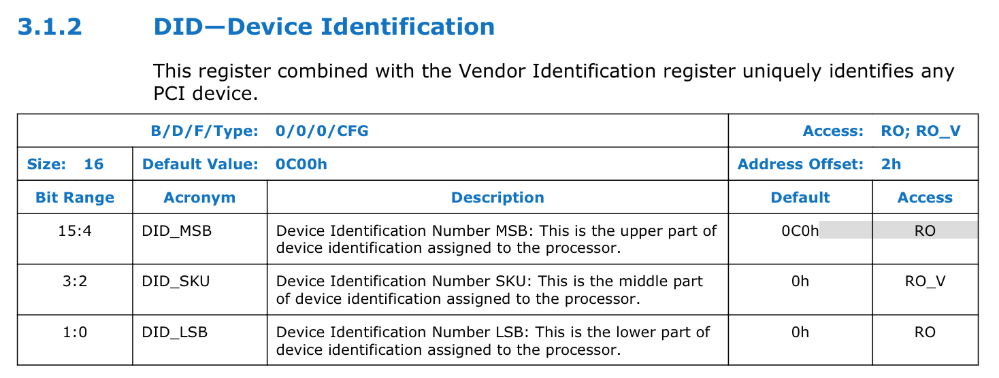 3.1.2 DID—Device Identification
This register combined with the Vendor Identification register uniquely identifies any
PCI device.
B/D/F/Type: 0/0/0/CFG Access: RO; RO_V
Size: 16 Default Value: 0C00h Address Offset: 2h
Bit Range Acronym Description Default Access
15:4 DID_MSB Device Identification Number MSB: This is the upper part of 0C0h RO
device identification assigned to the processor.
3:2 DID_SKU Device Identification Number SKU: This is the middle part 0h RO_V
of device identification assigned to the processor.
1:0 DID_LSB Device Identification Number LSB: This is the lower part of 0h RO
device identification assigned to the processor.